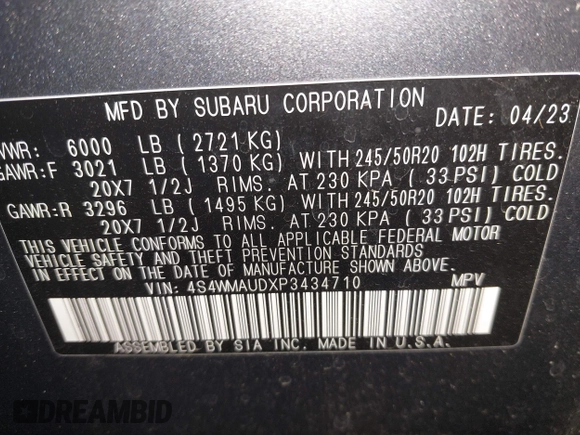 MFD BY SUBARU CORPORATION DATE: 04/23
VWR: 6000 LB (2721 KG)
GAWR:F 3021 LB (1370 KG) WITH 245/50R20 102H TIRES.
20X7 1/2J RIMS. AT 230 KPA (33 PSI) COLD
GAWR:R 3296 LB (1495 KG) WITH 245/50R20 102H TIRES.
20X7 1/2J RIMS. AT 230 KPA (33 PSI) COLD
THIS VEHICLE CONFORMS TO ALL APPLICABLE FEDERAL MOTOR
VEHICLE SAFETY AND THEFT PREVENTION STANDARDS
IN EFFECT ON THE DATE OF MANUFACTURE SHOWN ABOVE.
VIN: 4S4WMAUDXP3434710 MPV
ASSEMBLED BY SIA INC. MADE IN U.S.A.
DREAMBID